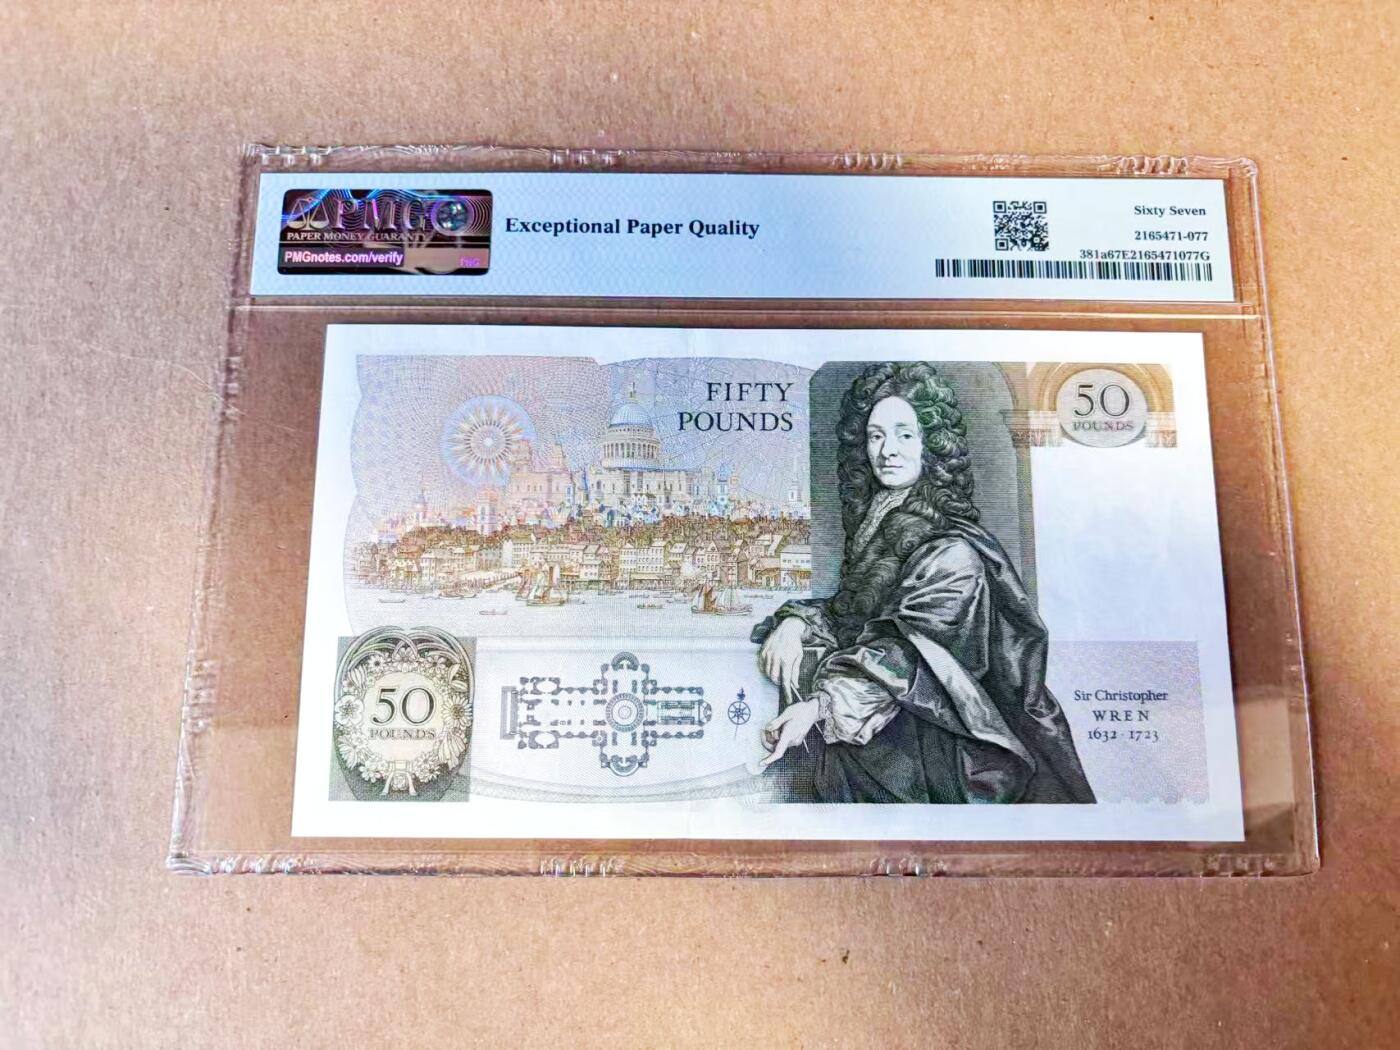 PMG
PAPER MONEY GUARANTY
PMGnotes.com/verify
PMG
Exceptional Paper Quality
Sixty Seven
2165471-077
381a67E2165471077G
FIFTY
POUNDS
50
POUNDS
50
POUNDS
Sir Christopher
WREN
1632 · 1723